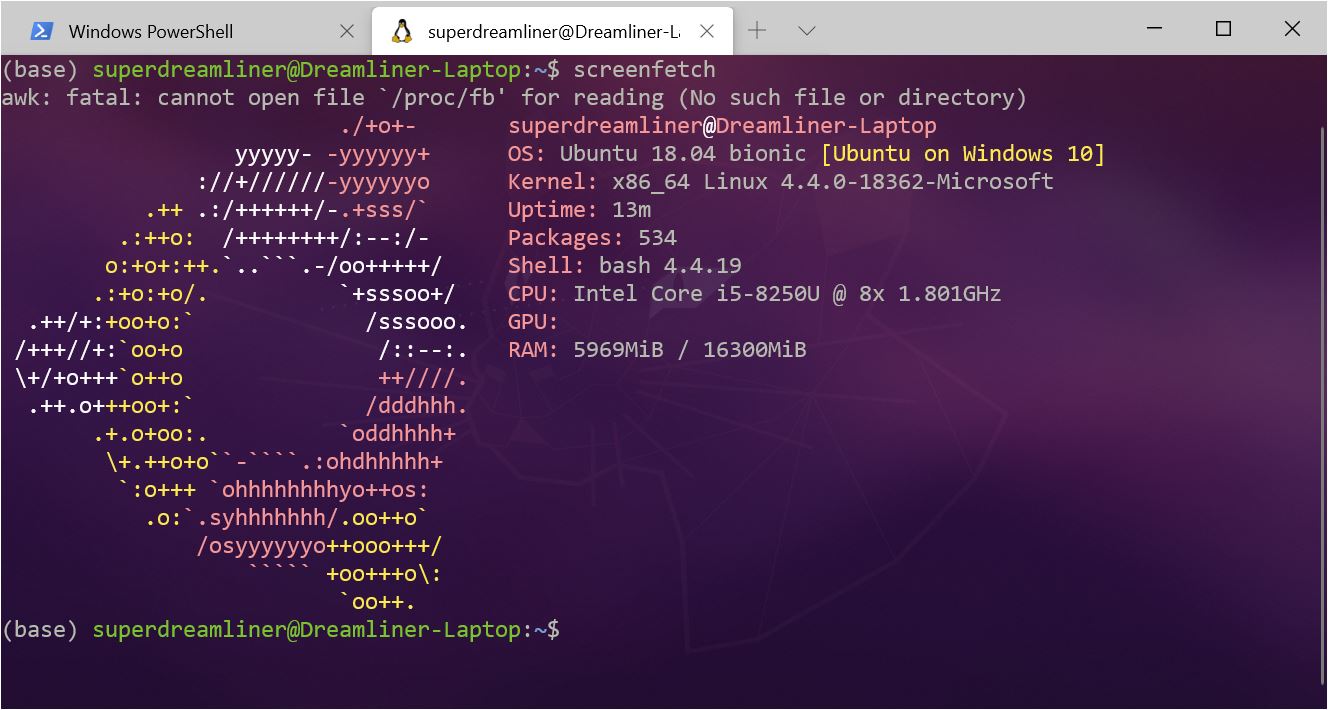 Windows PowerShell
superdreamliner@Dreamliner-L
(base) superdreamliner@Dreamliner-Laptop:~$ screenfetch
awk: fatal: cannot open file `/proc/fb' for reading (No such file or directory)
                          ./+o+-       superdreamliner@Dreamliner-Laptop
                  yyyyy- -yyyyyy+      OS: Ubuntu 18.04 bionic [Ubuntu on Windows 10]
               ://+//////-yyyyyyo      Kernel: x86_64 Linux 4.4.0-18362-Microsoft
           .++ .:/++++++/-.+sss/`      Uptime: 13m
         .:++o:  /++++++++/:--:/-      Packages: 534
        o:+o+:++.`..```.-/oo+++++/     Shell: bash 4.4.19
       .:+o:+o/.          `+sssoo+/    CPU: Intel Core i5-8250U @ 8x 1.801GHz
  .++/+:+oo+o:`             /sssooo.   GPU:
 /+++//+:`oo+o               /::--:.   RAM: 5969MiB / 16300MiB
 \+/+o+++`o++o               ++////.
  .++.o+++oo+:`             /dddhhh.
       .+.o+oo:.          `oddhhhh+
        \+.++o+o``-````.:ohdhhhhh+
         `:o+++ `ohhhhhhhhyo++os:
           .o:`.syhhhhhhh/.oo++o`
               /osyyyyyyo++ooo+++/
                   ````` +oo+++o\:
                          `oo++.
(base) superdreamliner@Dreamliner-Laptop:~$